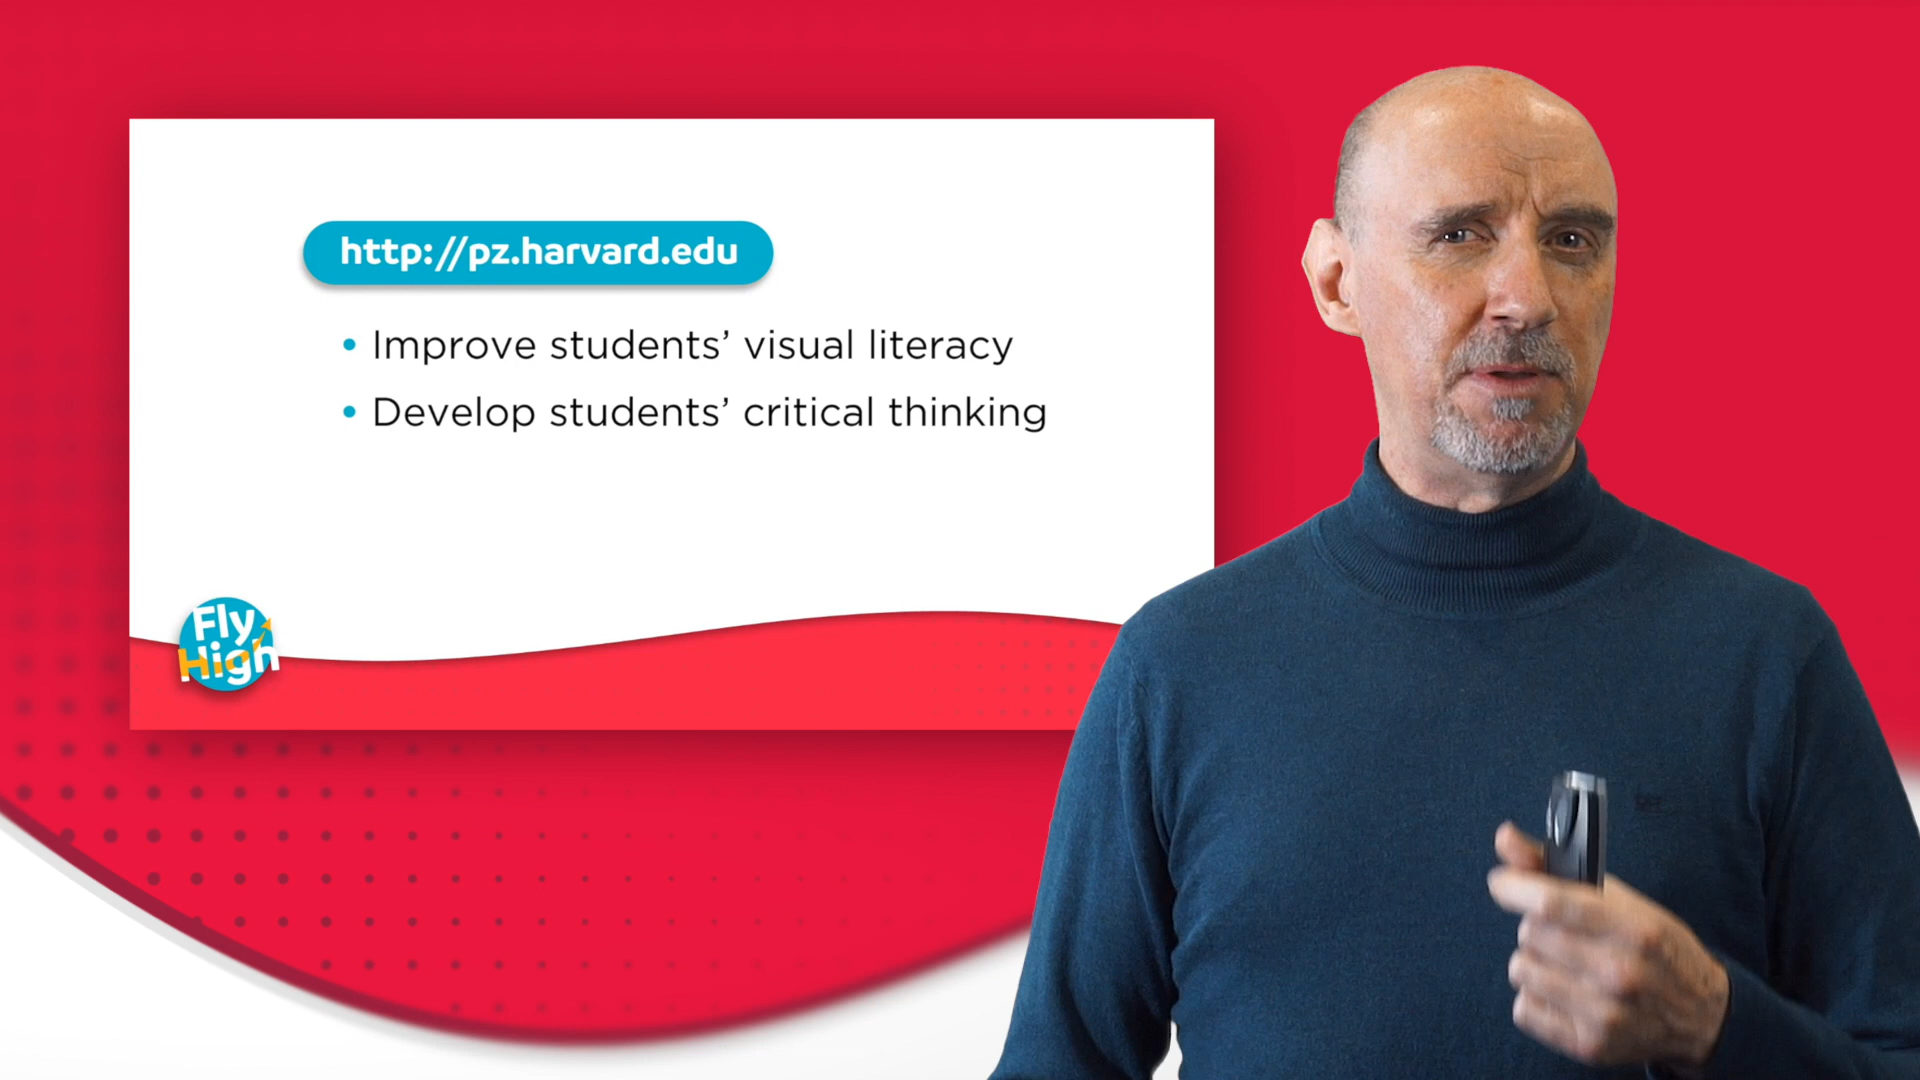 http://pz.harvard.edu
• Improve students’ visual literacy
• Develop students’ critical thinking
Fly
High